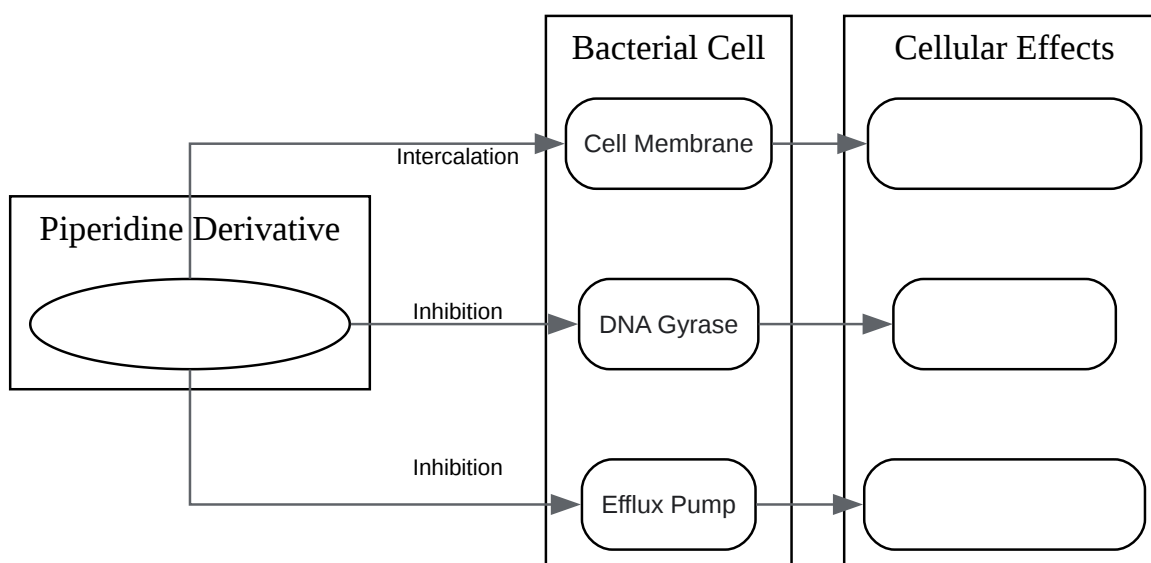 Bacterial Cell
Cellular Effects
Cell Membrane
Intercalation
Piperidine Derivative
Inhibition
DNA Gyrase
Inhibition
Efflux Pump